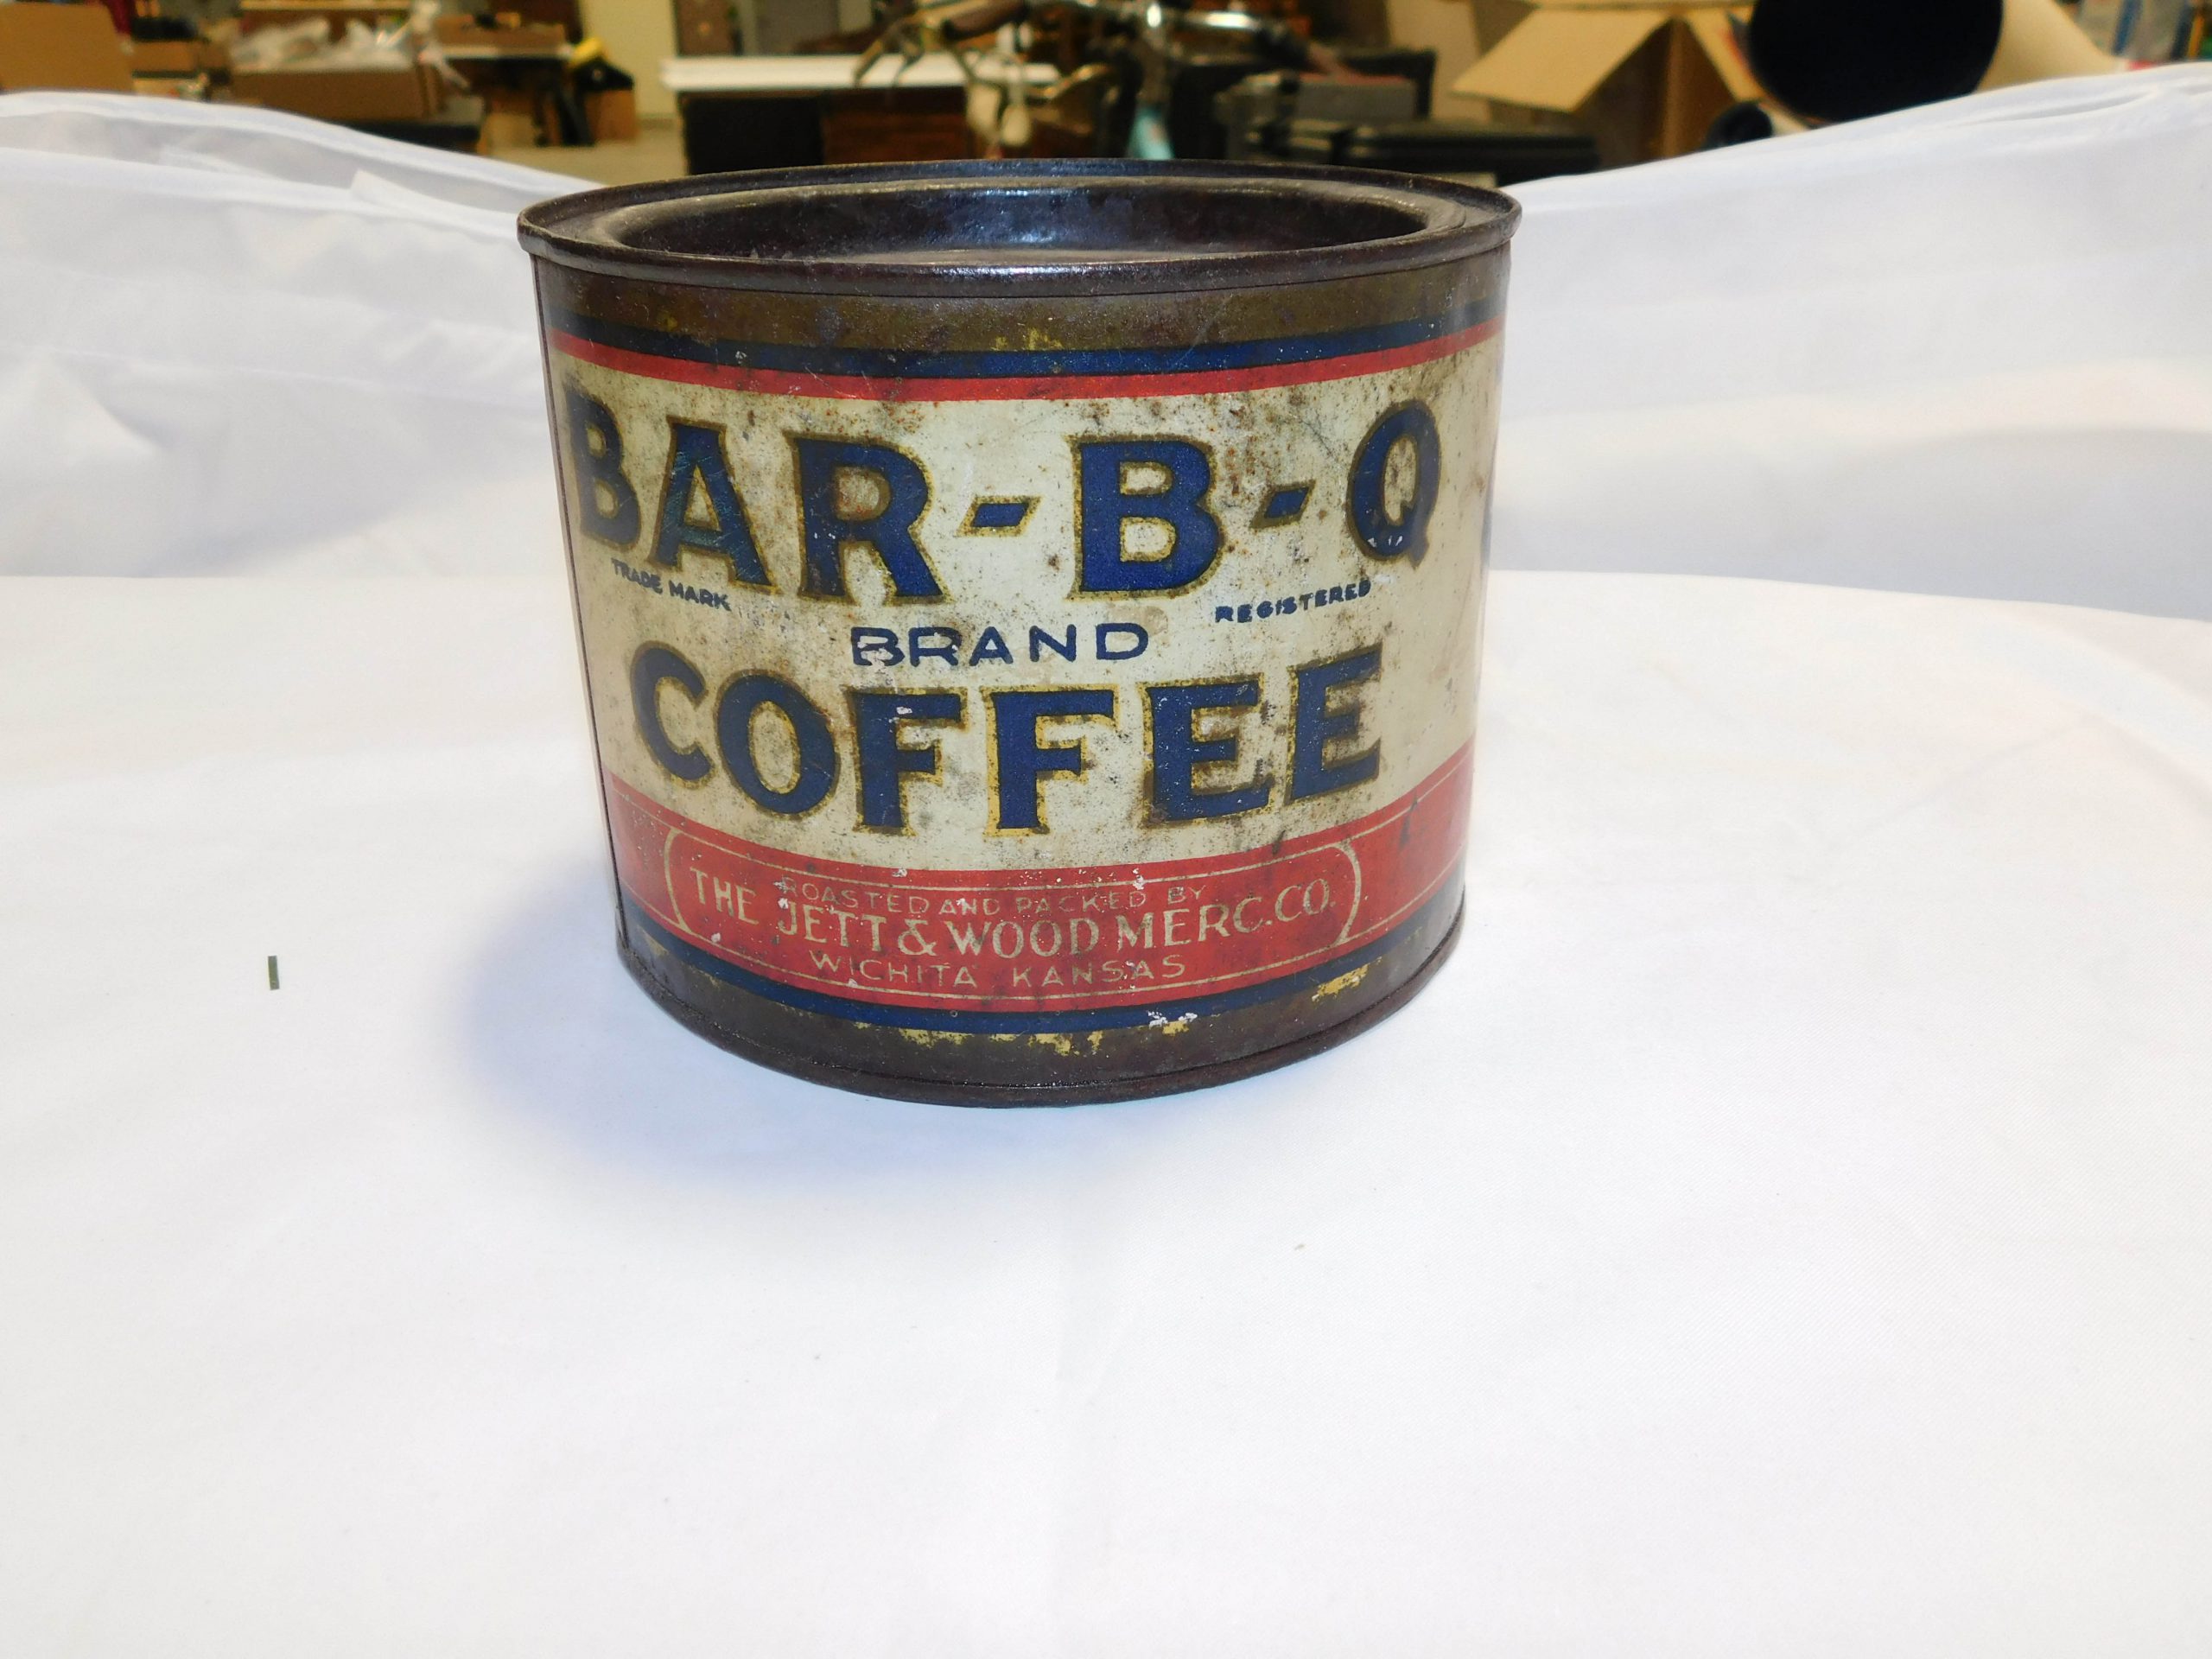 BAR-B-Q
TRADE MARK REGISTERED
BRAND
COFFEE
ROASTED AND PACKED BY
THE JETT & WOOD MERC. CO.
WICHITA KANSAS